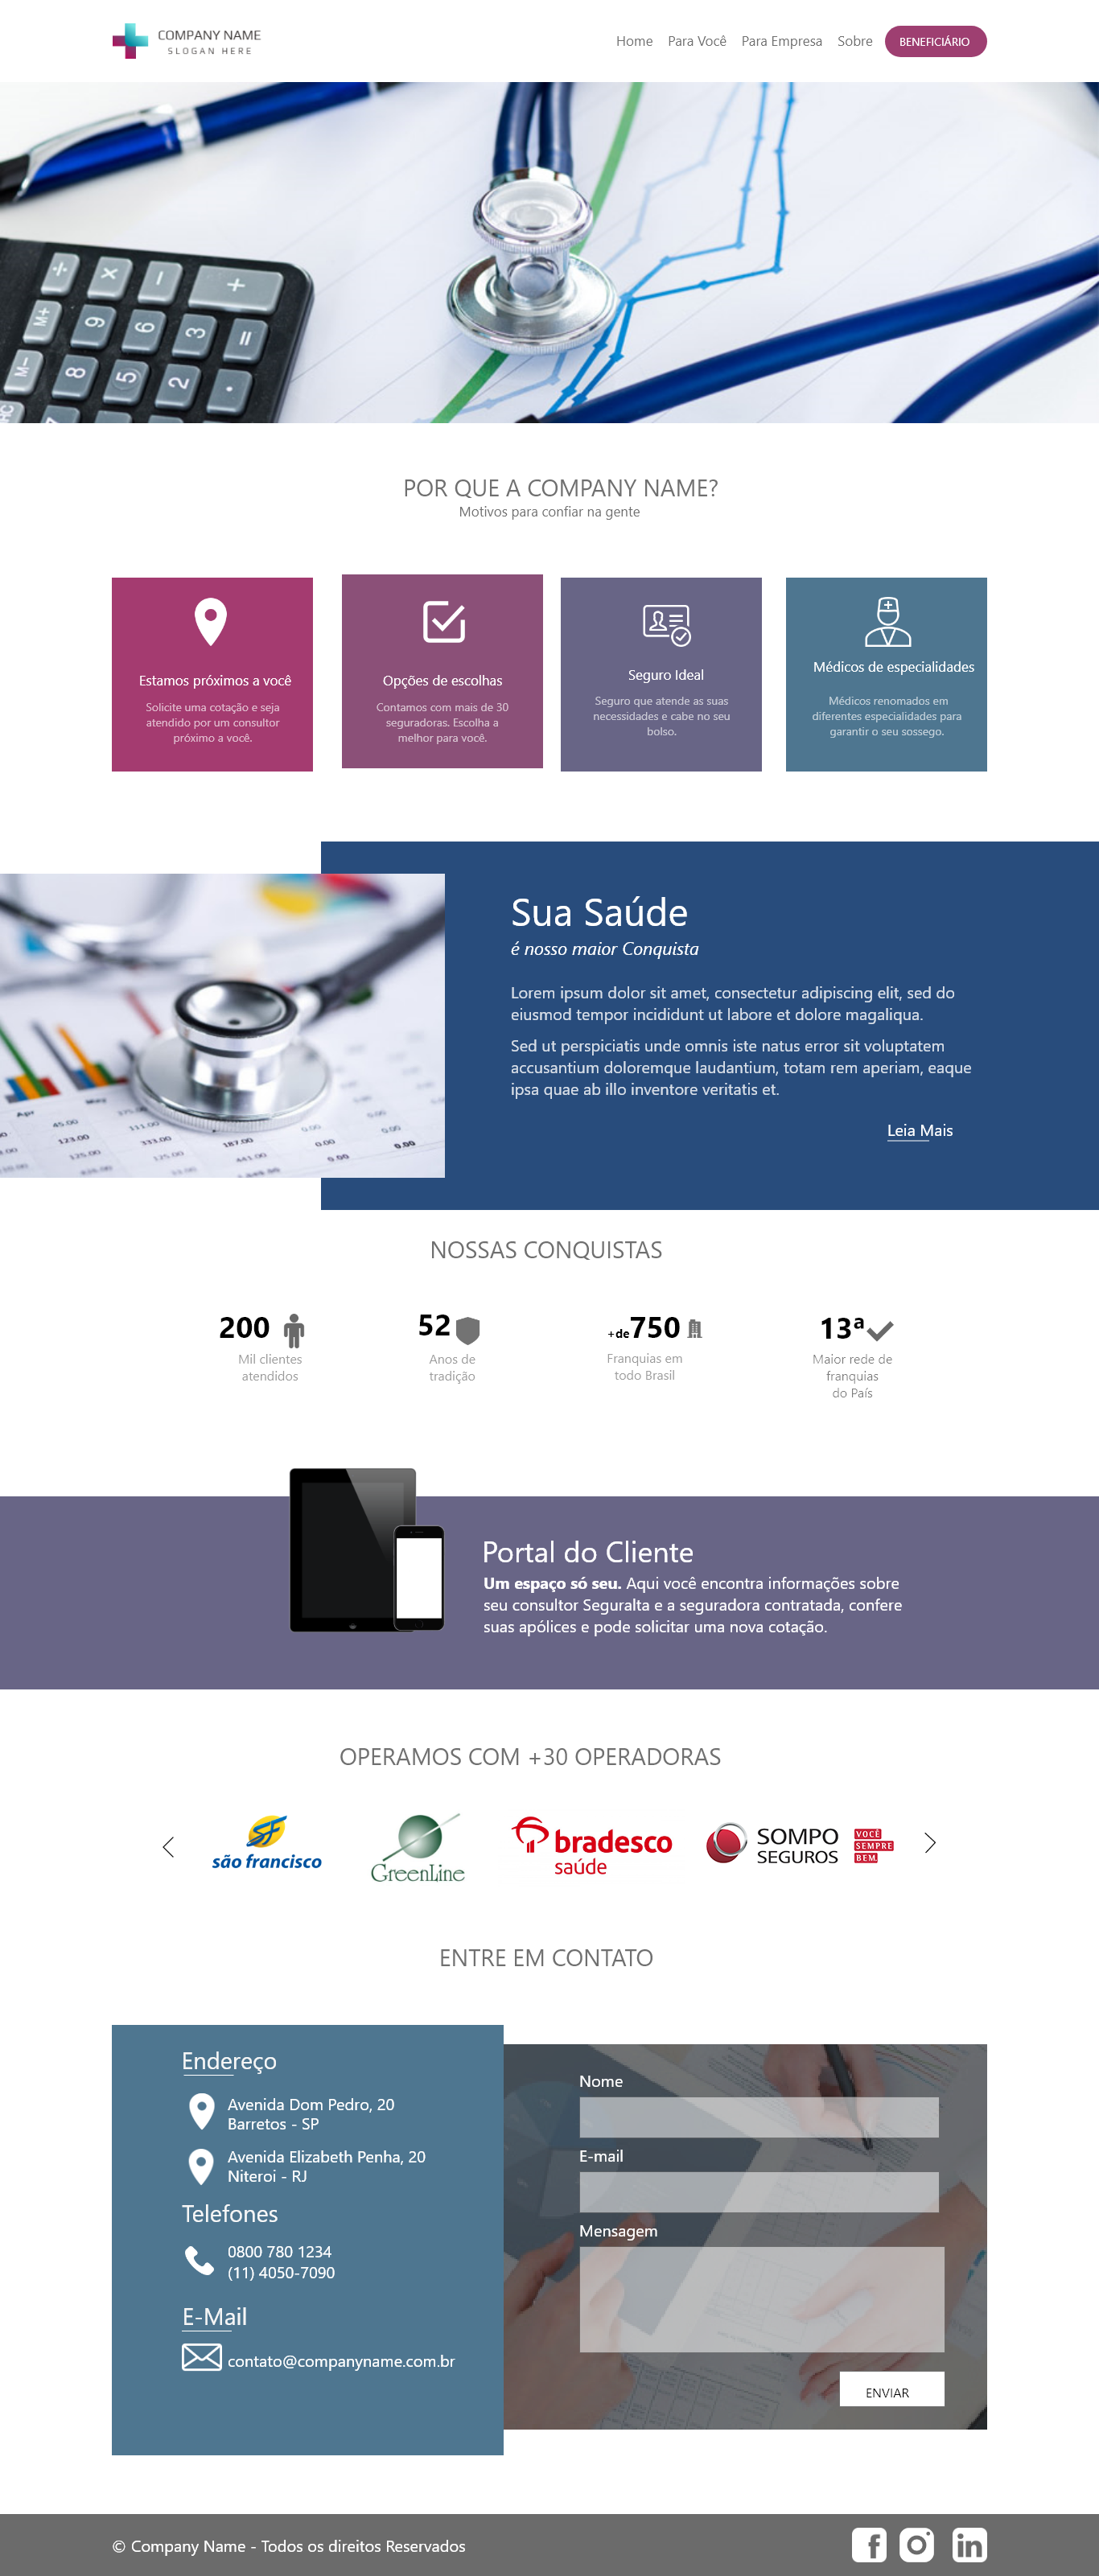 COMPANY NAME
SLOGAN HERE
Home Para Você Para Empresa Sobre BENEFICIÁRIO
+
M+ 9 6 3 =
M- 8 5 2 .
POR QUE A COMPANY NAME?
Motivos para confiar na gente
Estamos próximos a você
Solicite uma cotação e seja
atendido por um consultor
próximo a você.
Opções de escolhas
Contamos com mais de 30
seguradoras. Escolha a
melhor para você.
Seguro Ideal
Seguro que atende as suas
necessidades e cabe no seu
bolso.
Médicos de especialidades
Médicos renomados em
diferentes especialidades para
garantir o seu sossego.
Apr May
Sua Saúde
é nosso maior Conquista
Lorem ipsum dolor sit amet, consectetur adipiscing elit, sed do
eiusmod tempor incididunt ut labore et dolore magaliqua.
Sed ut perspiciatis unde omnis iste natus error sit voluptatem
accusantium doloremque laudantium, totam rem aperiam, eaque
ipsa quae ab illo inventore veritatis et.
Leia Mais
NOSSAS CONQUISTAS
200
Mil clientes
atendidos
52
Anos de
tradição
+de750
Franquias em
todo Brasil
13ª
Maior rede de
franquias
do País
Portal do Cliente
Um espaço só seu. Aqui você encontra informações sobre
seu consultor Seguralta e a seguradora contratada, confere
suas apólices e pode solicitar uma nova cotação.
OPERAMOS COM +30 OPERADORAS
SF
são francisco
GreenLine
bradesco
saúde
SOMPO
SEGUROS
VOCÊ
SEMPRE
BEM.
ENTRE EM CONTATO
Endereço
Avenida Dom Pedro, 20
Barretos - SP
Avenida Elizabeth Penha, 20
Niteroi - RJ
Telefones
0800 780 1234
(11) 4050-7090
E-Mail
contato@companyname.com.br
Nome
E-mail
Mensagem
ENVIAR
© Company Name - Todos os direitos Reservados
f
in